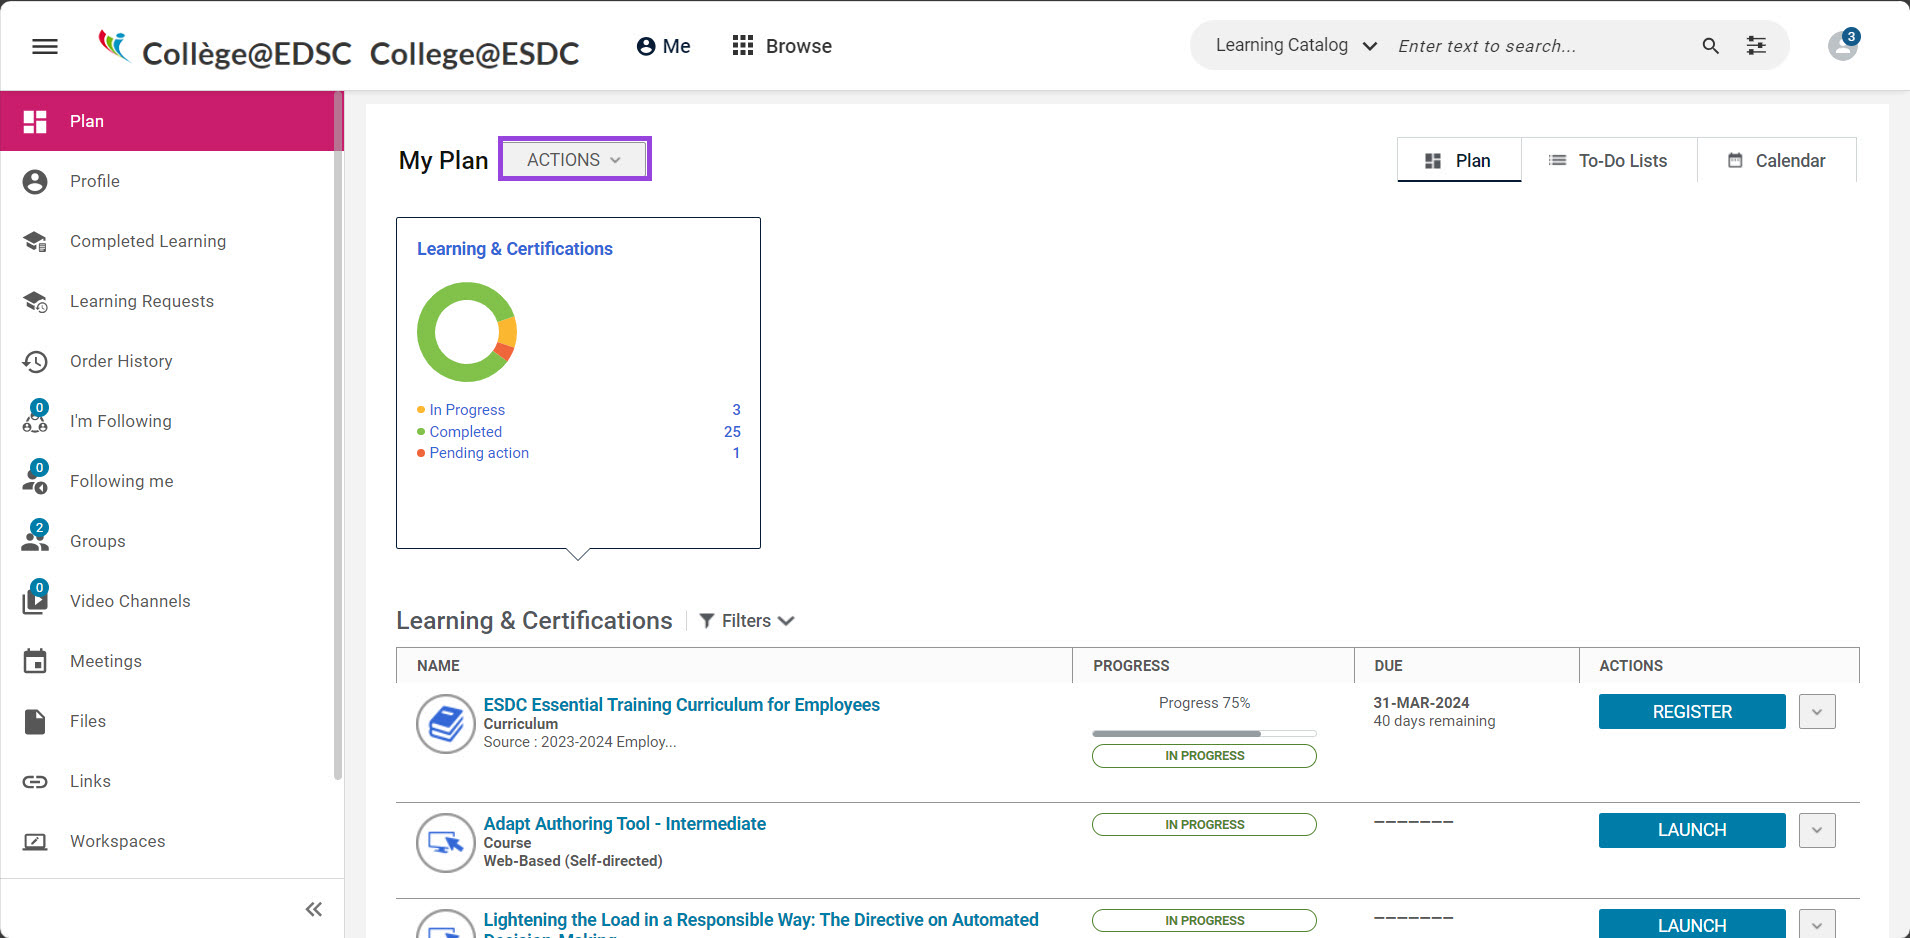 Collège@EDSC College@ESDC
Me
Browse
Learning Catalog
Enter text to search...
3
Plan
Profile
Completed Learning
Learning Requests
Order History
0
I'm Following
0
Following me
2
Groups
0
Video Channels
Meetings
Files
Links
Workspaces
My Plan
ACTIONS
Plan
To-Do Lists
Calendar
Learning & Certifications
In Progress 3
Completed 25
Pending action 1
Learning & Certifications
Filters
NAME PROGRESS DUE ACTIONS
ESDC Essential Training Curriculum for Employees
Curriculum
Source : 2023-2024 Employ...
Progress 75%
IN PROGRESS
31-MAR-2024
40 days remaining
REGISTER
Adapt Authoring Tool - Intermediate
Course
Web-Based (Self-directed)
IN PROGRESS
-------
LAUNCH
Lightening the Load in a Responsible Way: The Directive on Automated
Decision-Making
IN PROGRESS
-------
LAUNCH